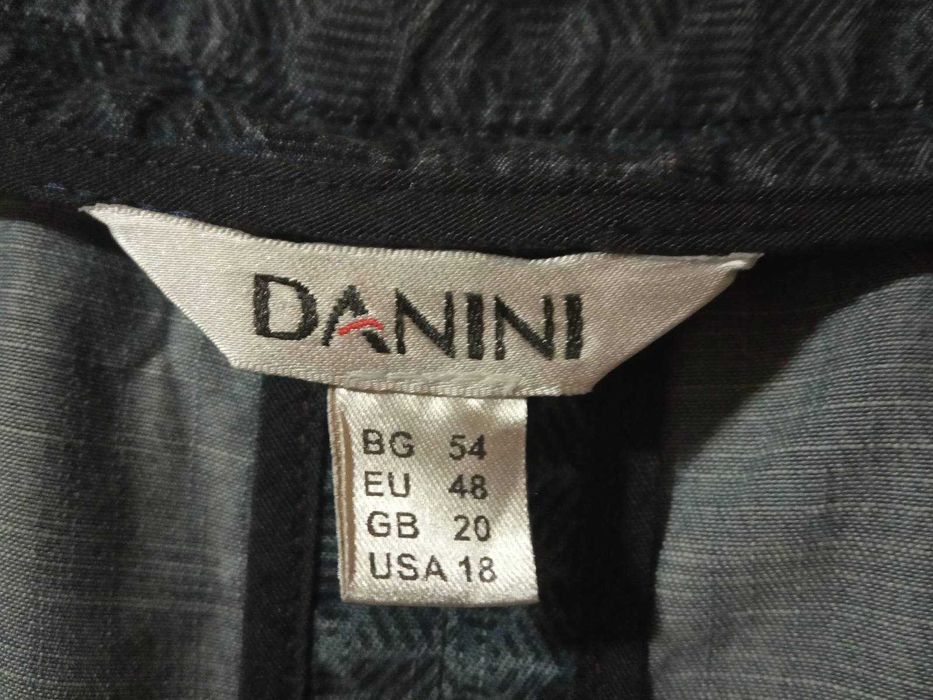 DANINI
BG 54
EU 48
GB 20
USA 18